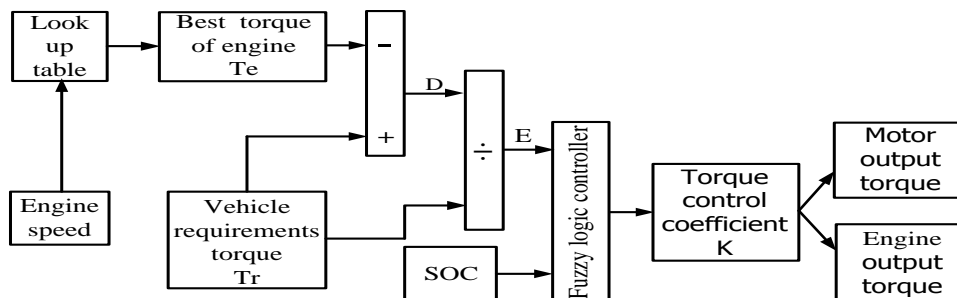 Look
up
table
Best torque
of engine
Te
−
+
D
÷
E
Engine
speed
Vehicle
requirements
torque
Tr
SOC
Fuzzy logic controller
Torque
control
coefficient
K
Motor
output
torque
Engine
output
torque